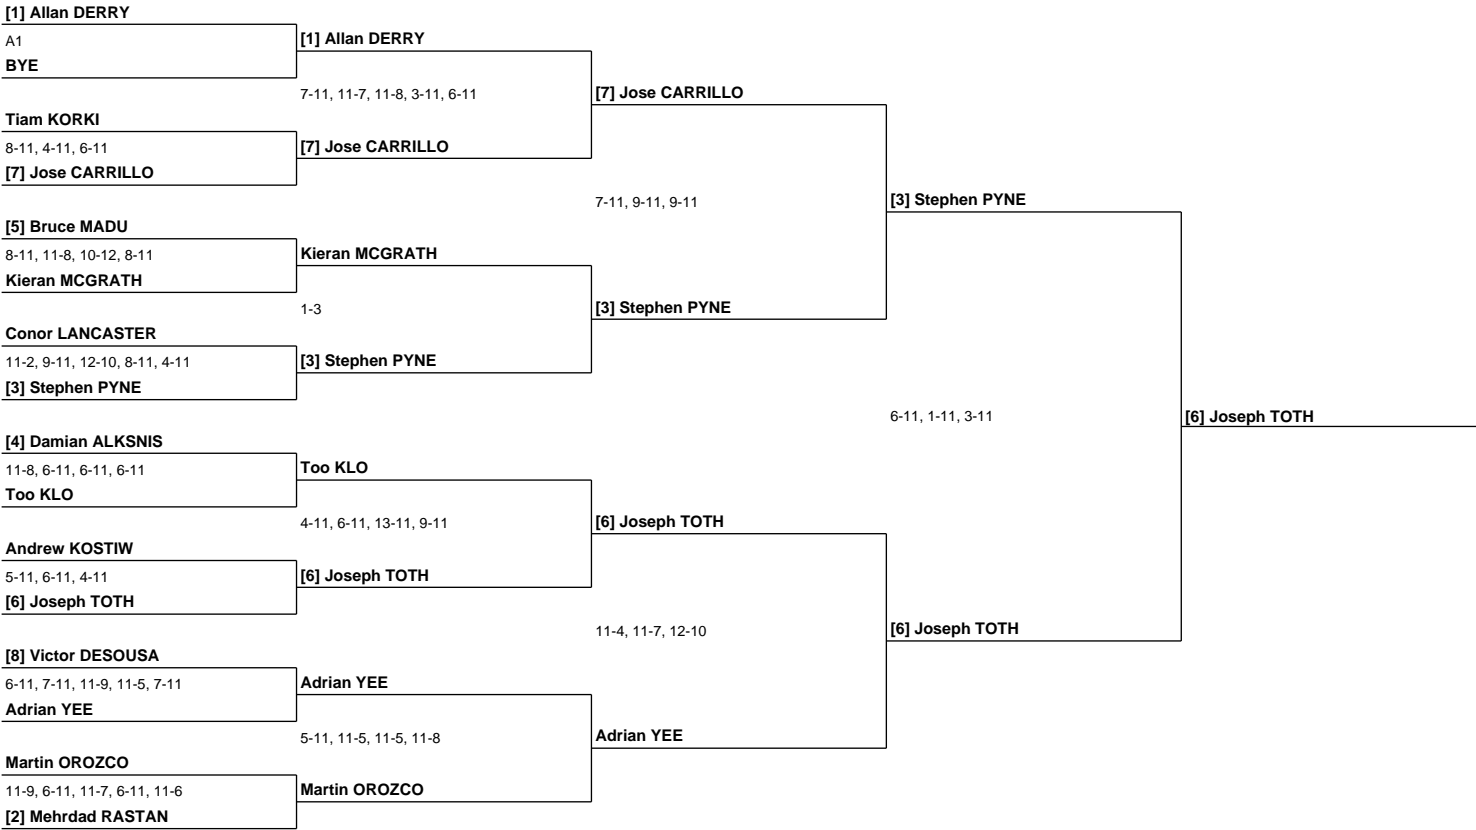 [1] Allan DERRY
A1
BYE
Tiam KORKI
8-11, 4-11, 6-11
[7] Jose CARRILLO
[5] Bruce MADU
8-11, 11-8, 10-12, 8-11
Kieran MCGRATH
Conor LANCASTER
11-2, 9-11, 12-10, 8-11, 4-11
[3] Stephen PYNE
[4] Damian ALKSNIS
11-8, 6-11, 6-11, 6-11
Too KLO
Andrew KOSTIW
5-11, 6-11, 4-11
[6] Joseph TOTH
[8] Victor DESOUSA
6-11, 7-11, 11-9, 11-5, 7-11
Adrian YEE
Martin OROZCO
11-9, 6-11, 11-7, 6-11, 11-6
[2] Mehrdad RASTAN
[1] Allan DERRY
7-11, 11-7, 11-8, 3-11, 6-11
[7] Jose CARRILLO
Kieran MCGRATH
1-3
[3] Stephen PYNE
Too KLO
4-11, 6-11, 13-11, 9-11
[6] Joseph TOTH
Adrian YEE
5-11, 11-5, 11-5, 11-8
Martin OROZCO
[7] Jose CARRILLO
7-11, 9-11, 9-11
[3] Stephen PYNE
[6] Joseph TOTH
11-4, 11-7, 12-10
Adrian YEE
[3] Stephen PYNE
6-11, 1-11, 3-11
[6] Joseph TOTH
[6] Joseph TOTH